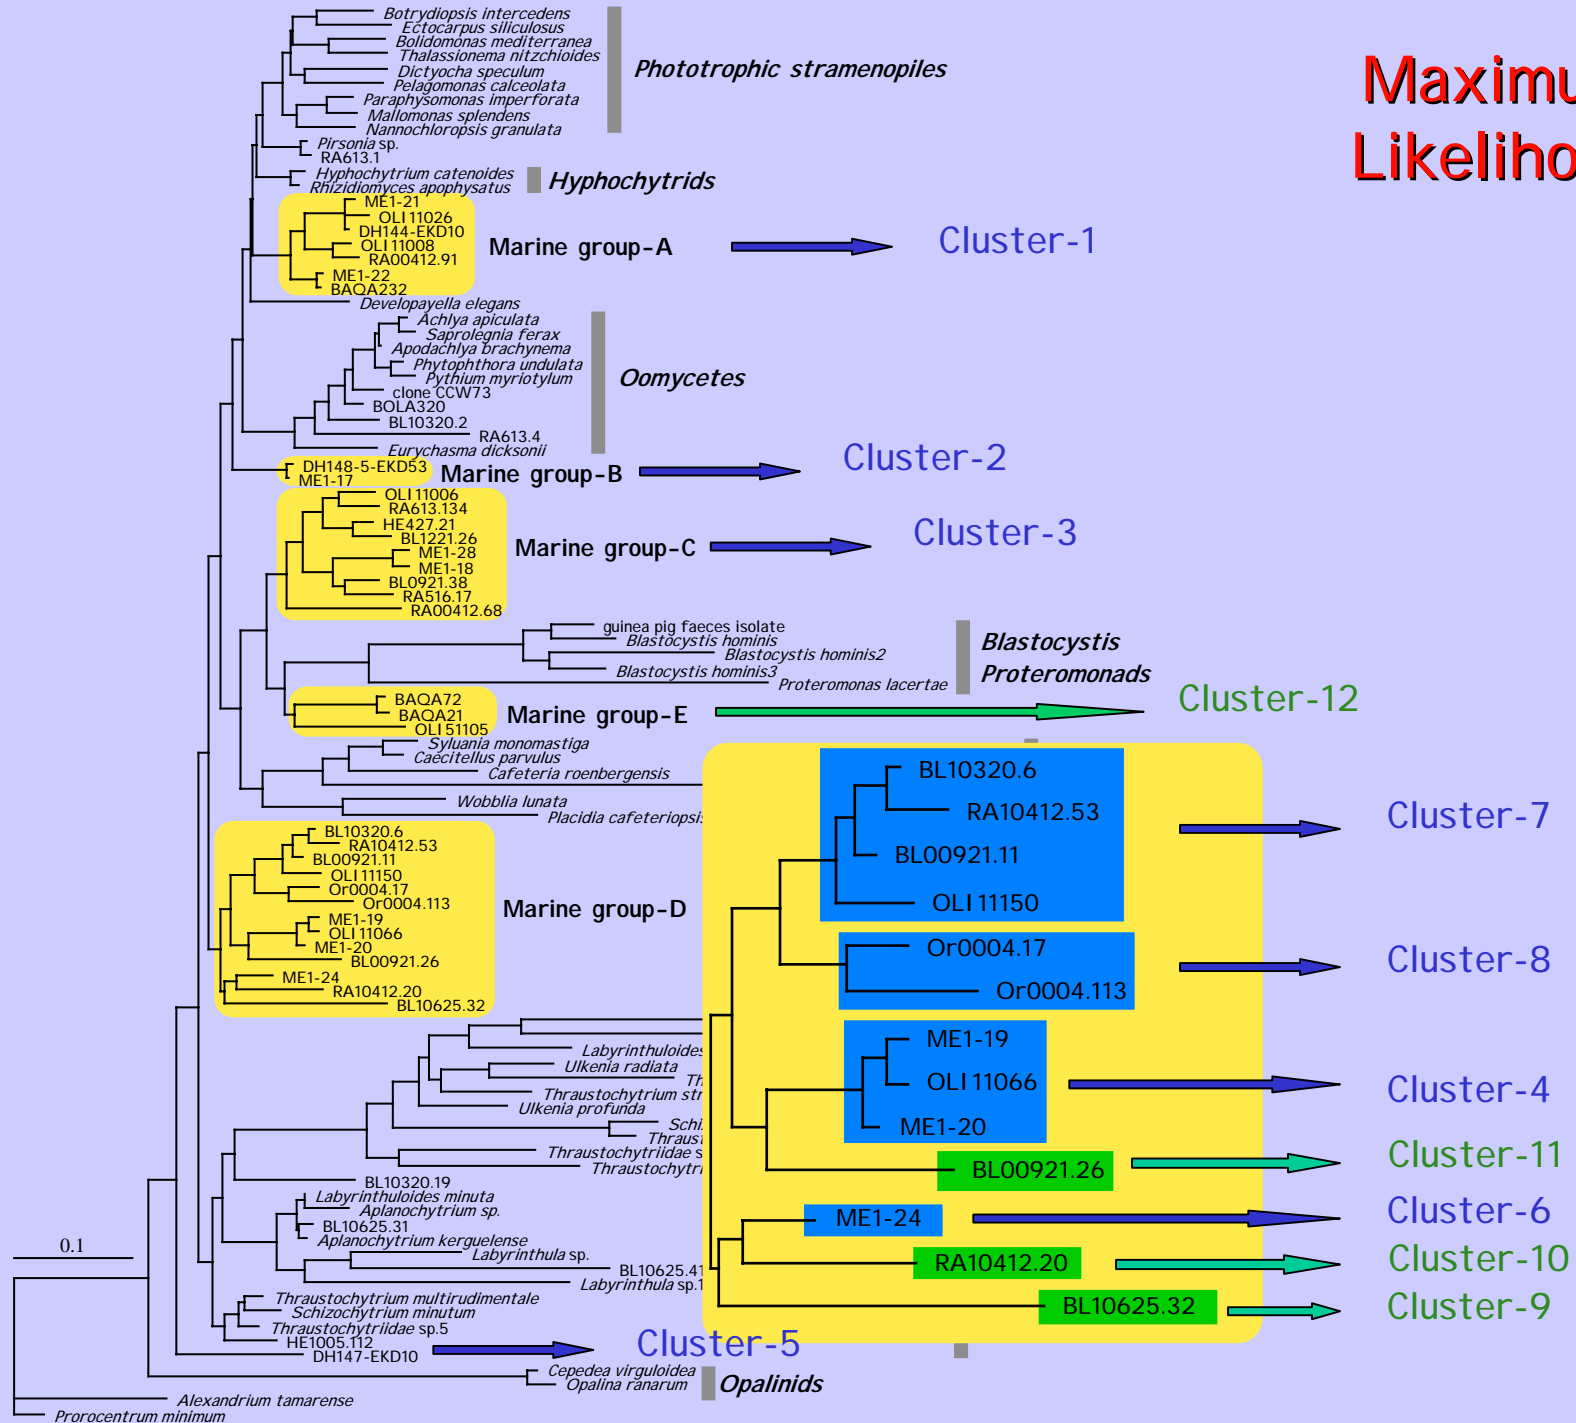 Maximu
Likeliho
Botrydiopsis intercedens
Ectocarpus siliculosus
Bolidomonas mediterranea
Thalassionema nitzchioides
Dictyocha speculum
Pelagomonas calceolata
Paraphysomonas imperforata
Mallomonas splendens
Nannochloropsis granulata
Phototrophic stramenopiles
Pirsonia sp.
RA613.1
Hyphochytrium catenoides
Rhizidiomyces apophysatus
Hyphochytrids
ME1-21
OLI11026
DH144-EKD10
OLI11008
RA00412.91
ME1-22
BAQA232
Marine group-A
Cluster-1
Developayella elegans
Achlya apiculata
Saprolegnia ferax
Apodachlya brachynema
Phytophthora undulata
Pythium myriotylum
clone CCW73
BOLA320
BL10320.2
RA613.4
Eurychasma dicksonii
Oomycetes
DH148-5-EKD53
ME1-17
Marine group-B
Cluster-2
OLI11006
RA613.134
HE427.21
BL1221.26
ME1-28
ME1-18
BL0921.38
RA516.17
RA00412.68
Marine group-C
Cluster-3
guinea pig faeces isolate
Blastocystis hominis
Blastocystis hominis2
Blastocystis hominis3
Proteromonas lacertae
Blastocystis
Proteromonads
BAQA72
BAQA21
OLI51105
Marine group-E
Cluster-12
Syluania monomastiga
Caecitellus parvulus
Cafeteria roenbergensis
Wobblia lunata
Placidia cafeteriopsis
BL10320.6
RA10412.53
BL00921.11
OLI11150
Or0004.17
Or0004.113
ME1-19
OLI11066
ME1-20
BL00921.26
ME1-24
RA10412.20
BL10625.32
Marine group-D
BL10320.6
RA10412.53
BL00921.11
OLI11150
Cluster-7
Or0004.17
Or0004.113
Cluster-8
ME1-19
OLI11066
ME1-20
Cluster-4
BL00921.26
Cluster-11
ME1-24
Cluster-6
RA10412.20
Cluster-10
BL10625.32
Cluster-9
Labyrinthuloides
Ulkenia radiata
Th
Thraustochytrium str
Ulkenia profunda
Schi
Thraust
Thraustochytriidae s
Thraustochytri
BL10320.19
Labyrinthuloides minuta
Aplanochytrium sp.
BL10625.31
Aplanochytrium kerguelense
Labyrinthula sp.
BL10625.41
Labyrinthula sp.1
0.1
Thraustochytrium multirudimentale
Schizochytrium minutum
Thraustochytriidae sp.5
HE1005.112
DH147-EKD10
Cluster-5
Cepedea virguloidea
Opalina ranarum
Opalinids
Alexandrium tamarense
Prorocentrum minimum